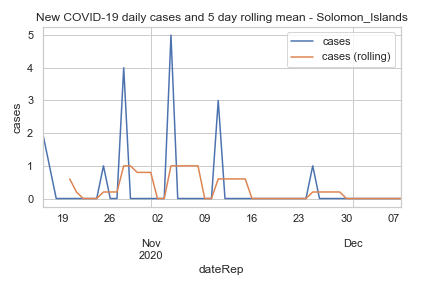 New COVID-19 daily cases and 5 day rolling mean - Solomon_Islands
cases
cases (rolling)
5
4
3
2
1
0
cases
19 26 02 09 16 23 30 07
Nov Dec
2020
dateRep